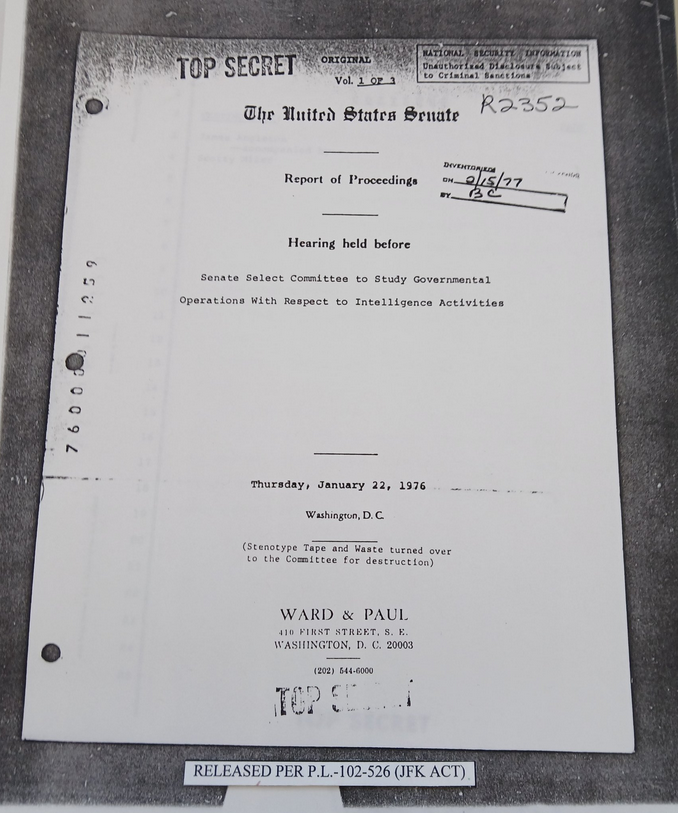 TOP SECRET
ORIGINAL
Vol. 1 OF 3
NATIONAL SECURITY INFORMATION
Unauthorized Disclosure Subject
to Criminal Sanctions
R2352
The United States Senate
Report of Proceedings
INVENTORIED
ON 2/15/77
BY BC
Hearing held before
Senate Select Committee to Study Governmental
Operations With Respect to Intelligence Activities
Thursday, January 22, 1976
Washington, D.C.
(Stenotype Tape and Waste turned over
to the Committee for destruction)
WARD & PAUL
410 FIRST STREET, S. E.
WASHINGTON, D. C. 20003
(202) 544-6000
TOP
RELEASED PER P.L.-102-526 (JFK ACT)